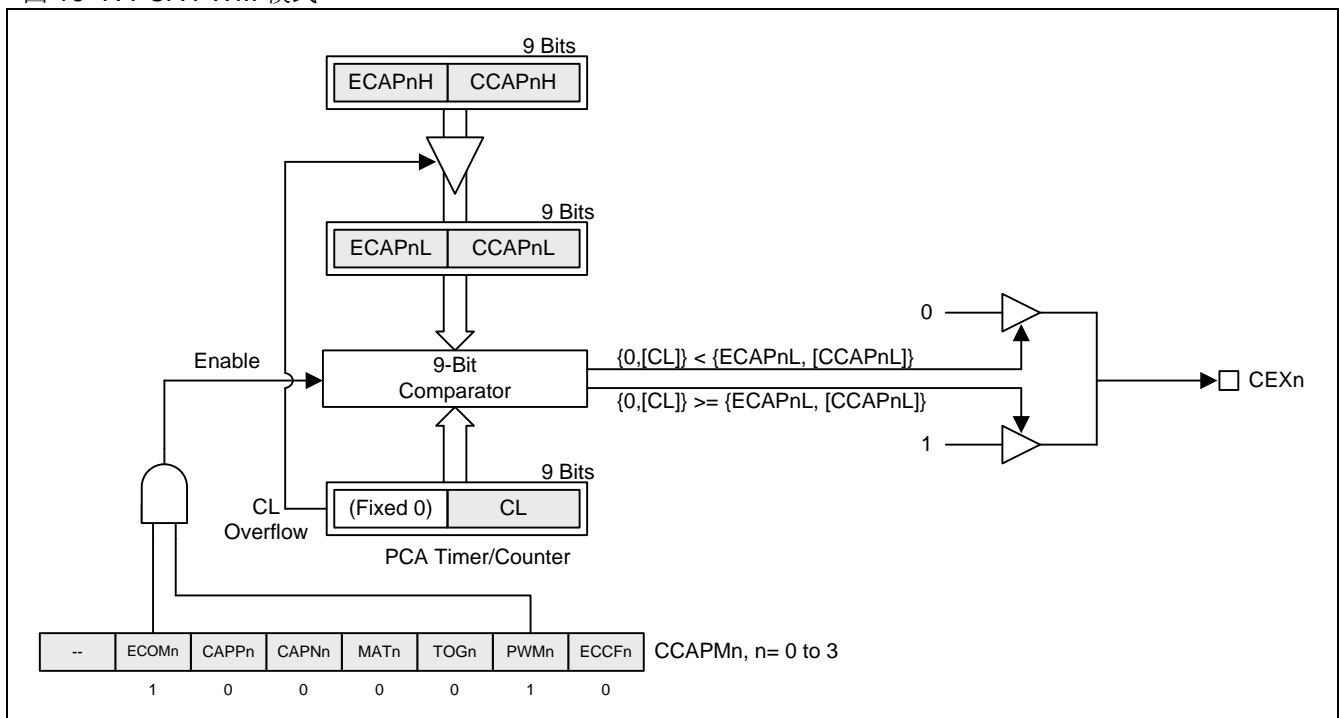 9 Bits
ECAPnH CCAPnH
9 Bits
ECAPnL CCAPnL
0
Enable
9-Bit
Comparator
{0,[CL]} < {ECAPnL, [CCAPnL]}
{0,[CL]} >= {ECAPnL, [CCAPnL]}
CEXn
1
9 Bits
(Fixed 0) CL
CL
Overflow
PCA Timer/Counter
-- ECOMn CAPPn CAPNn MATn TOGn PWMn ECCFn CCAPMn, n= 0 to 3
1 0 0 0 0 1 0